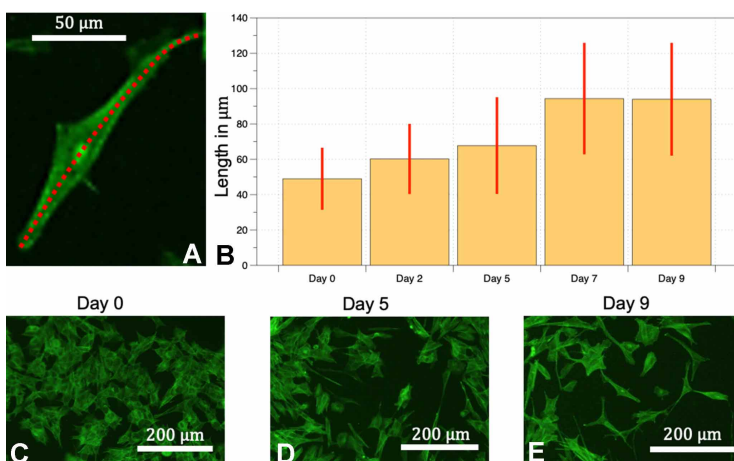 50 μm
A
B
Length in μm
140
120
100
80
60
40
20
0
Day 0
Day 2
Day 5
Day 7
Day 9
Day 0
Day 5
Day 9
C
200 μm
D
200 μm
E
200 μm